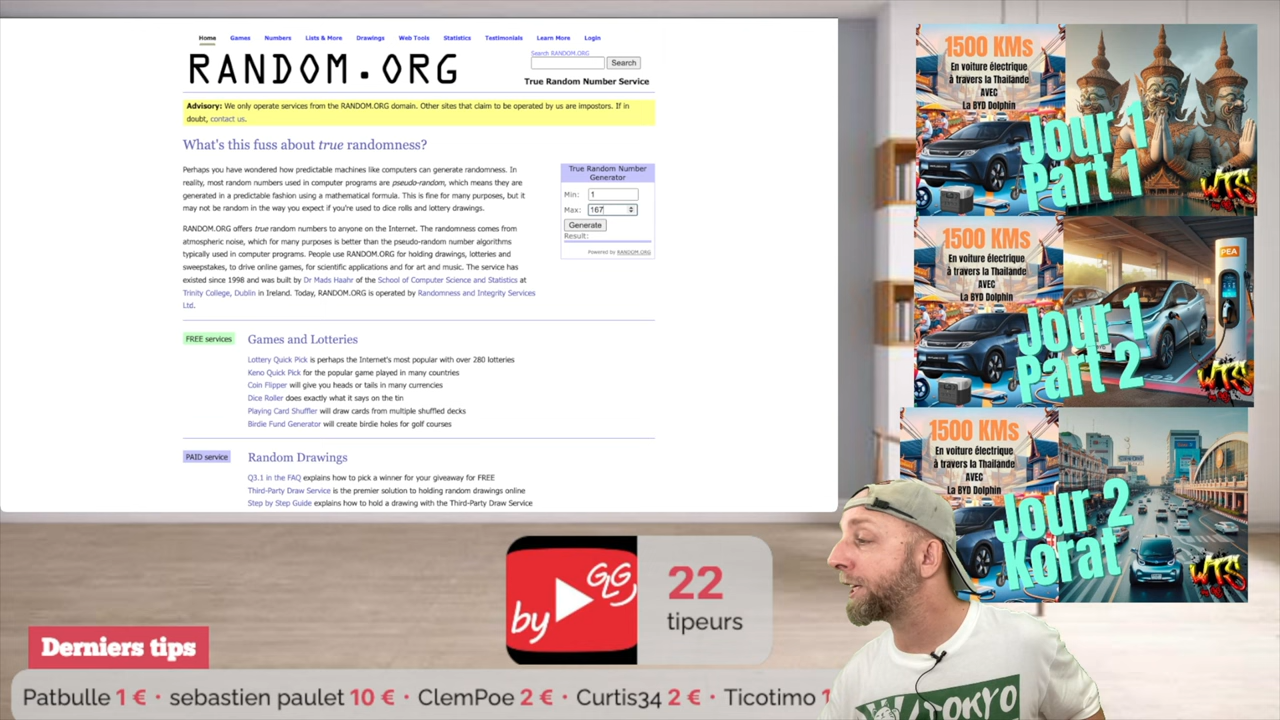 Home Games Numbers Lists & More Drawings Web Tools Statistics Testimonials Learn More Login
RANDOM.ORG
Search RANDOM.ORG
Search
True Random Number Service
Advisory: We only operate services from the RANDOM.ORG domain. Other sites that claim to be operated by us are impostors. If in
doubt, contact us.
What's this fuss about true randomness?
Perhaps you have wondered how predictable machines like computers can generate randomness. In
reality, most random numbers used in computer programs are pseudo-random, which means they are
generated in a predictable fashion using a mathematical formula. This is fine for many purposes, but it
may not be random in the way you expect if you're used to dice rolls and lottery drawings.
RANDOM.ORG offers true random numbers to anyone on the Internet. The randomness comes from
atmospheric noise, which for many purposes is better than the pseudo-random number algorithms
typically used in computer programs. People use RANDOM.ORG for holding drawings, lotteries and
sweepstakes, to drive online games, for scientific applications and for art and music. The service has
existed since 1998 and was built by Dr Mads Haahr of the School of Computer Science and Statistics at
Trinity College, Dublin in Ireland. Today, RANDOM.ORG is operated by Randomness and Integrity Services
Ltd.
True Random Number
Generator
Min: 1
Max: 167
Generate
Result:
Powered by RANDOM.ORG
FREE services
Games and Lotteries
Lottery Quick Pick is perhaps the Internet's most popular with over 280 lotteries
Keno Quick Pick for the popular game played in many countries
Coin Flipper will give you heads or tails in many currencies
Dice Roller does exactly what it says on the tin
Playing Card Shuffler will draw cards from multiple shuffled decks
Birdie Fund Generator will create birdie holes for golf courses
PAID service
Random Drawings
Q3.1 in the FAQ explains how to pick a winner for your giveaway for FREE
Third-Party Draw Service is the premier solution to holding random drawings online
Step by Step Guide explains how to hold a drawing with the Third-Party Draw Service
1500 KMs
En voiture électrique
à travers la Thaïlande
AVEC
La BYD Dolphin
Jour 1
Part 1
WTS
1500 KMs
En voiture électrique
à travers la Thaïlande
AVEC
La BYD Dolphin
PEA
Jour 1
Part 2
WTS
1500 KMs
En voiture électrique
à travers la Thaïlande
AVEC
La BYD Dolphin
Jour 2
Korat
WTS
by GLG
22
tipeurs
Derniers tips
Patbulle 1 € · sebastien paulet 10 € · ClemPoe 2 € · Curtis34 2 € · Ticotimo 1
TOKYO